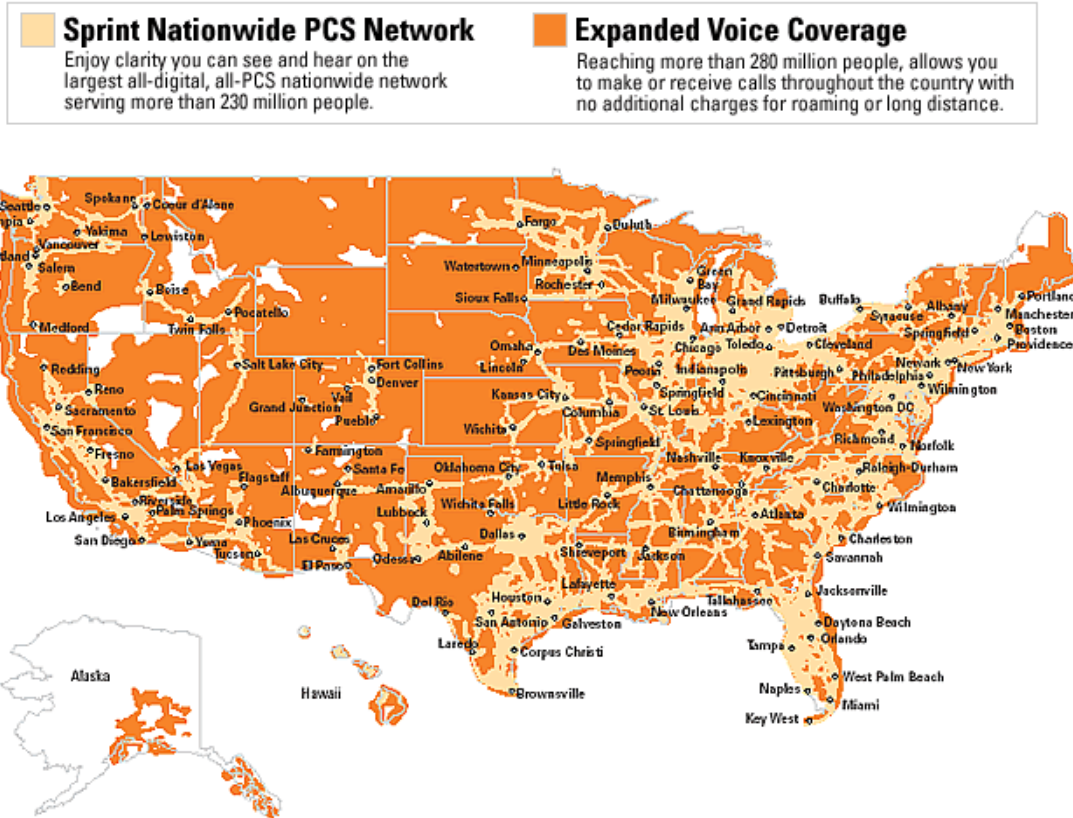 Sprint Nationwide PCS Network
Enjoy clarity you can see and hear on the
largest all-digital, all-PCS nationwide network
serving more than 230 million people.
Expanded Voice Coverage
Reaching more than 280 million people, allows you
to make or receive calls throughout the country with
no additional charges for roaming or long distance.
Seattle
Spokane
Coeur d'Alene
mpia
Yakima
Lewiston
Vancouver
tland
Salem
Bend
Boise
Medford
Twin Falls
Pocatello
Fargo
Duluth
Watertown
Minneapolis
Rochester
Sioux Falls
Green
Bay
Milwaukee
Grand Rapids
Buffalo
Syracuse
Albany
Portland
Manchester
Springfield
Boston
Providence
Cedar Rapids
Ann Arbor
Detroit
Omaha
Des Moines
Chicago
Toledo
Cleveland
Lincoln
Peoria
Indianapolis
Pittsburgh
Newark
New York
Philadelphia
Wilmington
Redding
Reno
Sacramento
San Francisco
Fresno
Salt Lake City
Fort Collins
Denver
Vail
Grand Junction
Pueblo
Kansas City
Columbia
Springfield
St. Louis
Cincinnati
Washington DC
Wichita
Springfield
Lexington
Richmond
Norfolk
Las Vegas
Bakersfield
Farmington
Flagstaff
Santa Fe
Albuquerque
Oklahoma City
Tulsa
Amarillo
Nashville
Knoxville
Raleigh-Durham
Memphis
Chattanooga
Charlotte
Riverside
Los Angeles
Palm Springs
Phoenix
Lubbock
Wichita Falls
Little Rock
Atlanta
Wilmington
San Diego
Yuma
Tucson
Las Cruces
El Paso
Odessa
Abilene
Dallas
Shreveport
Jackson
Birmingham
Charleston
Savannah
Del Rio
Houston
Lafayette
San Antonio
Galveston
New Orleans
Tallahassee
Jacksonville
Laredo
Corpus Christi
Brownsville
Daytona Beach
Orlando
Tampa
West Palm Beach
Naples
Miami
Key West
Alaska
Hawaii